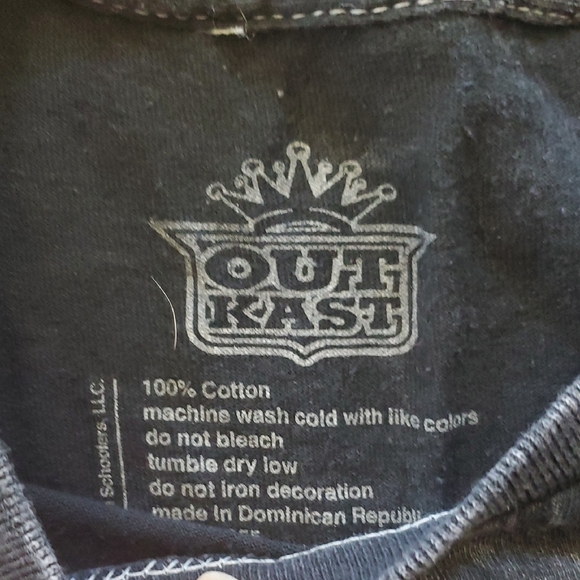 OUT
KAST
100% Cotton
machine wash cold with like colors
do not bleach
tumble dry low
do not iron decoration
made in Dominican Republi
Schoolers, LLC.